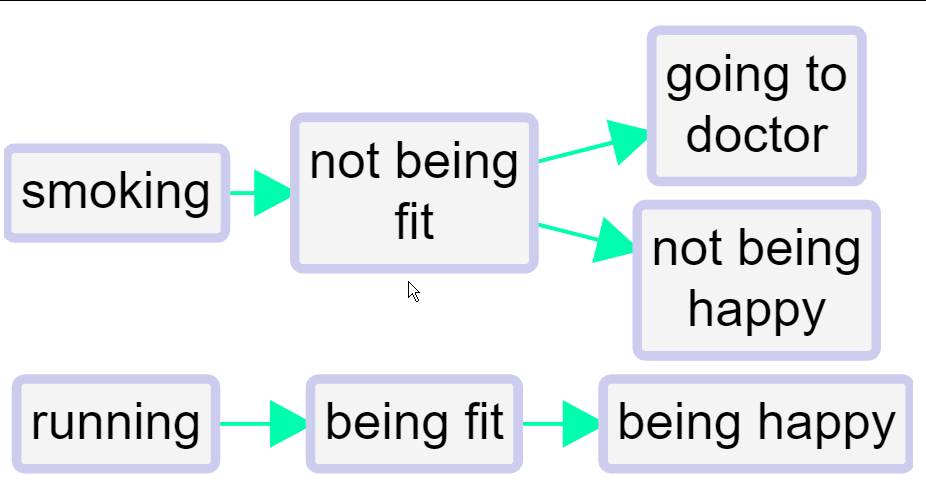 smoking
not being
fit
going to
doctor
not being
happy
running
being fit
being happy